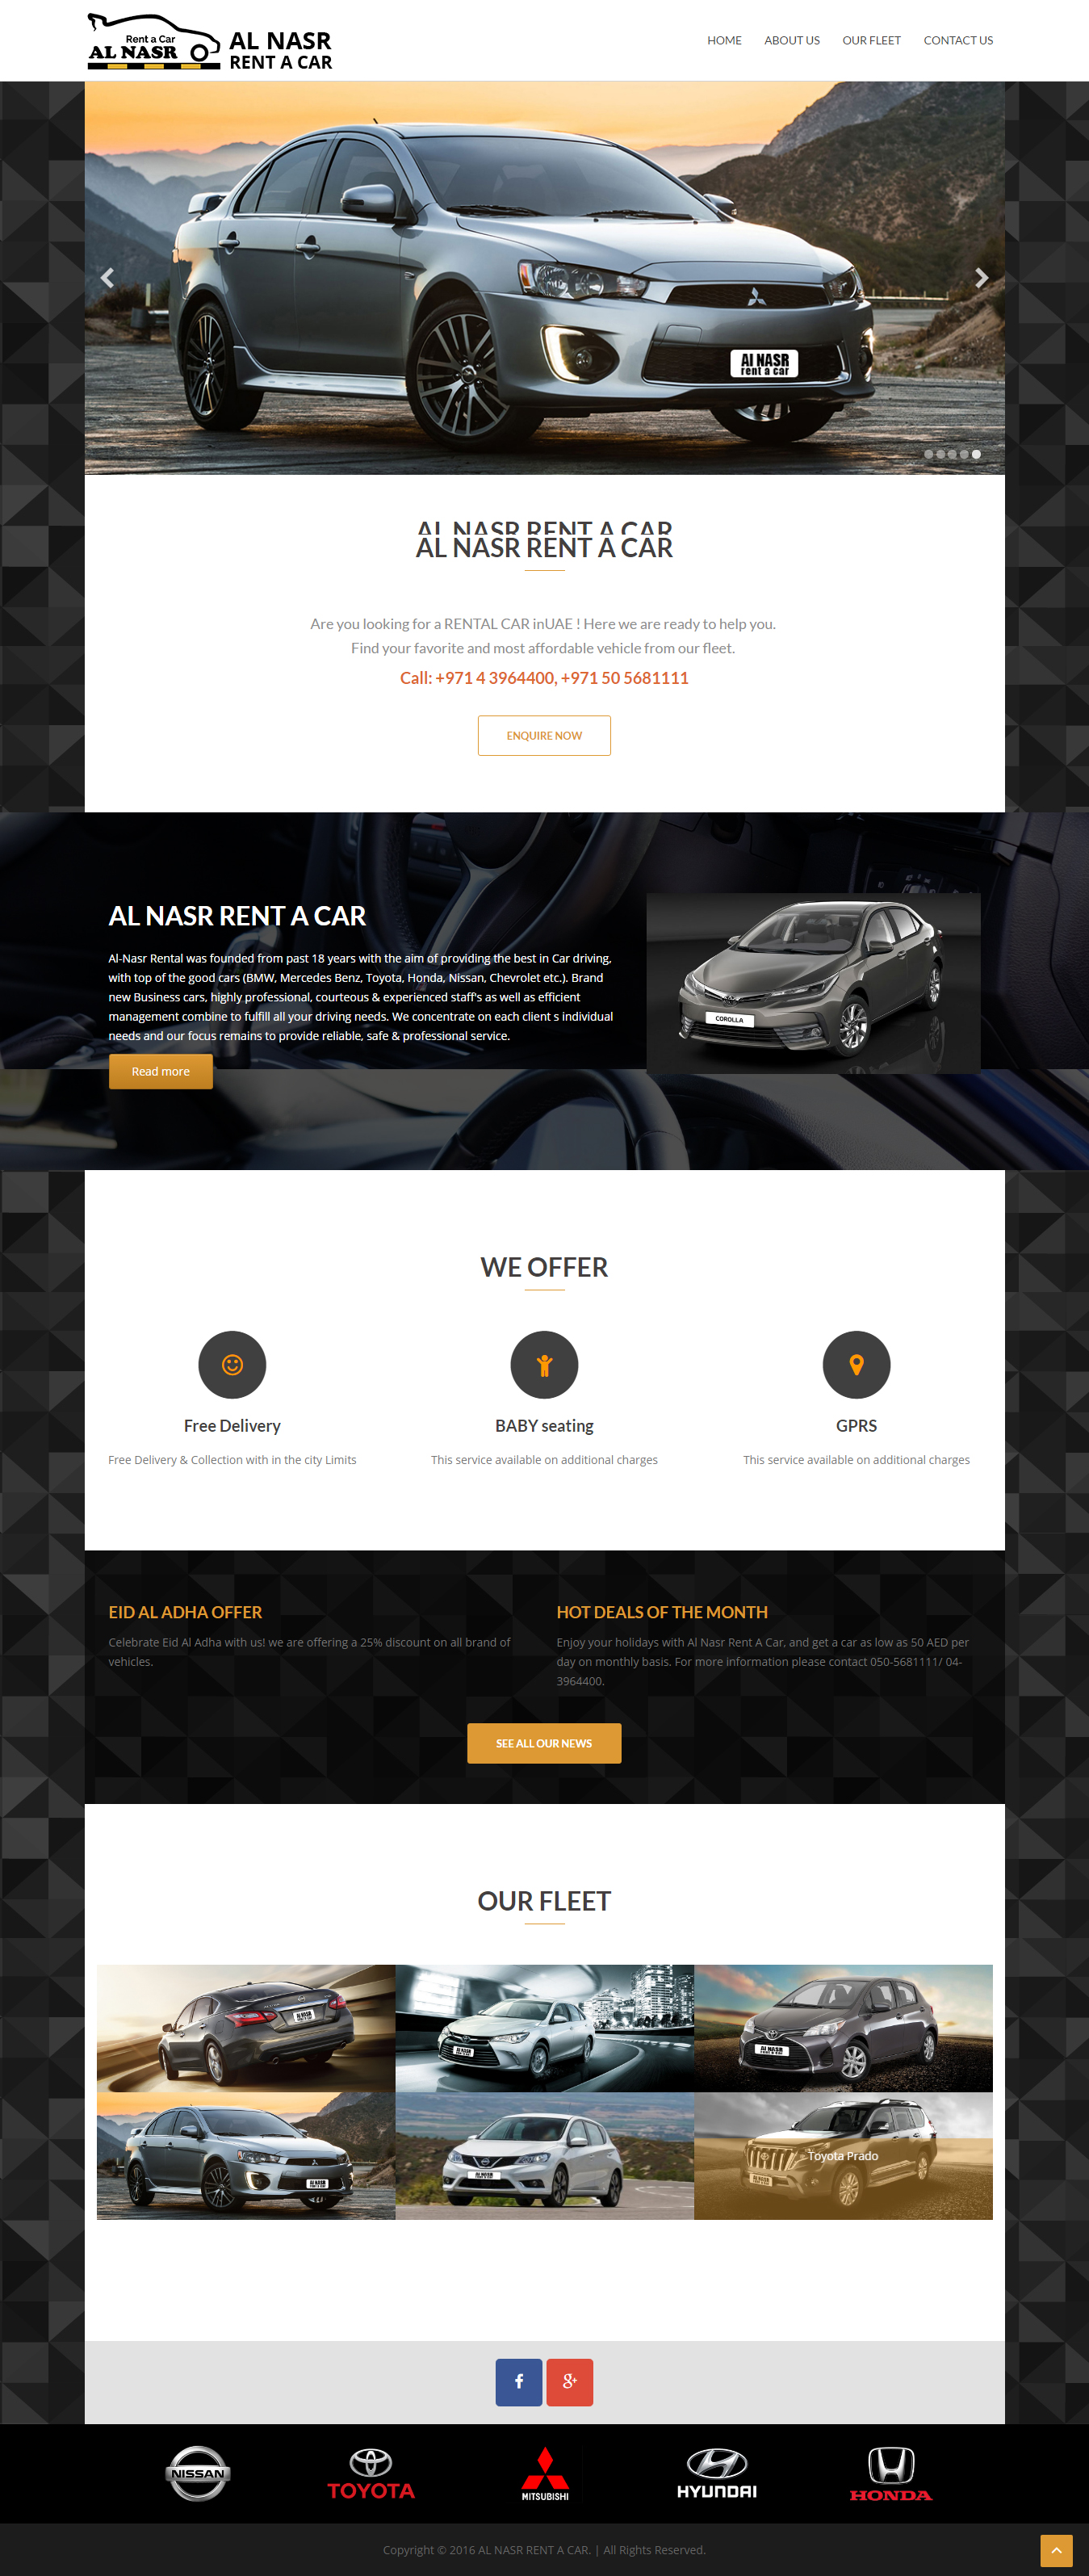 Rent a Car
AL NASR
AL NASR
RENT A CAR
HOME
ABOUT US
OUR FLEET
CONTACT US
Al NASR
rent a car
AL NASR RENT A CAR
AL NASR RENT A CAR
Are you looking for a RENTAL CAR inUAE ! Here we are ready to help you.
Find your favorite and most affordable vehicle from our fleet.
Call: +971 4 3964400, +971 50 5681111
ENQUIRE NOW
AL NASR RENT A CAR
Al-Nasr Rental was founded from past 18 years with the aim of providing the best in Car driving,
with top of the good cars (BMW, Mercedes Benz, Toyota, Honda, Nissan, Chevrolet etc.). Brand
new Business cars, highly professional, courteous & experienced staff's as well as efficient
management combine to fulfill all your driving needs. We concentrate on each client s individual
needs and our focus remains to provide reliable, safe & professional service.
Read more
COROLLA
WE OFFER
Free Delivery
Free Delivery & Collection with in the city Limits
BABY seating
This service available on additional charges
GPRS
This service available on additional charges
EID AL ADHA OFFER
Celebrate Eid Al Adha with us! we are offering a 25% discount on all brand of
vehicles.
HOT DEALS OF THE MONTH
Enjoy your holidays with Al Nasr Rent A Car, and get a car as low as 50 AED per
day on monthly basis. For more information please contact 050-5681111/ 04-
3964400.
SEE ALL OUR NEWS
OUR FLEET
Al NASR
Al NASR
Al NASR
Al NASR
Al NASR
Al NASR
Toyota Prado
NISSAN
TOYOTA
MITSUBISHI
HYUNDAI
HONDA
Copyright © 2016 AL NASR RENT A CAR. | All Rights Reserved.